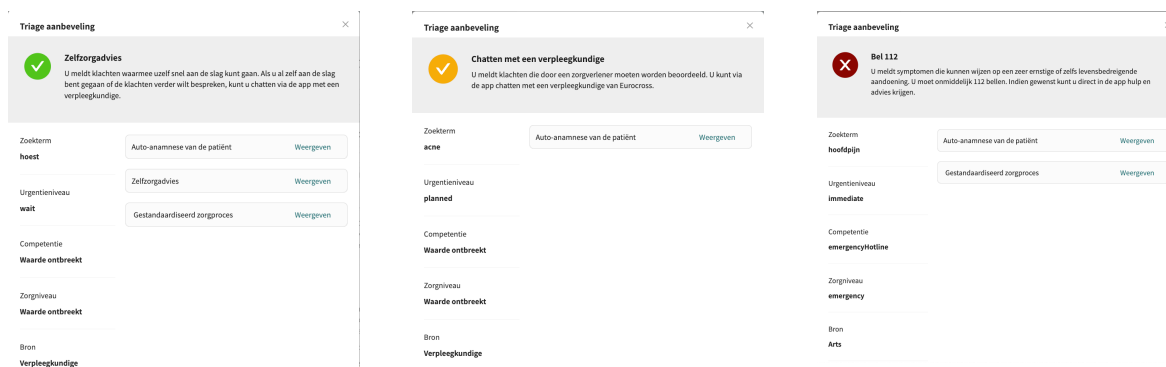 Triage aanbeveling
Zelfzorgadvies
U meldt klachten waarmee uzelf snel aan de slag kunt gaan. Als u al zelf aan de slag
bent gegaan of de klachten verder wilt bespreken, kunt u chatten via de app met een
verpleegkundige.
Zoekterm
hoest
Urgentieniveau
wait
Competentie
Waarde ontbreekt
Zorgniveau
Waarde ontbreekt
Bron
Verpleegkundige
Auto-anamnese van de patiënt Weergeven
Zelfzorgadvies Weergeven
Gestandaardiseerd zorgproces Weergeven
Triage aanbeveling
Chatten met een verpleegkundige
U meldt klachten die door een zorgverlener moeten worden beoordeeld. U kunt via
de app chatten met een verpleegkundige van Eurocross.
Zoekterm
acne
Urgentieniveau
planned
Competentie
Waarde ontbreekt
Zorgniveau
Waarde ontbreekt
Bron
Verpleegkundige
Auto-anamnese van de patiënt Weergeven
Triage aanbeveling
Bel 112
U meldt symptomen die kunnen wijzen op een zeer ernstige of zelfs levensbedreigende
aandoening. U moet onmiddelijk 112 bellen. Indien gewenst kunt u direct in de app hulp en
advies krijgen.
Zoekterm
hoofdpijn
Urgentieniveau
immediate
Competentie
emergencyHotline
Zorgniveau
emergency
Bron
Arts
Auto-anamnese van de patiënt Weergeven
Gestandaardiseerd zorgproces Weergeven